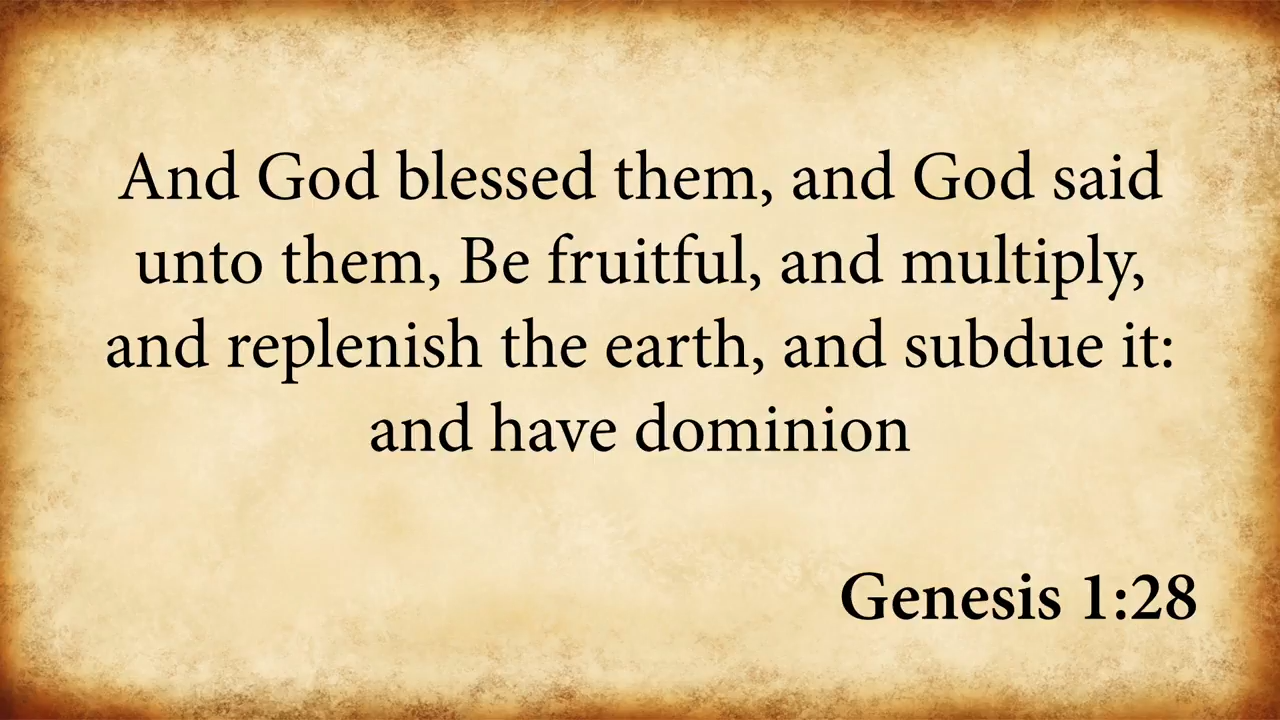 And God blessed them, and God said
unto them, Be fruitful, and multiply,
and replenish the earth, and subdue it:
and have dominion
Genesis 1:28